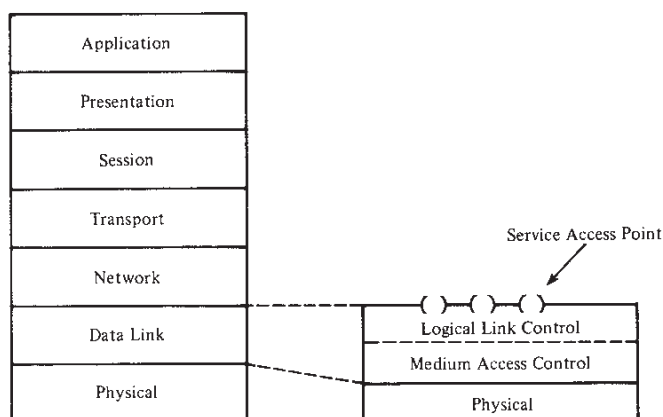 Application
Presentation
Session
Transport
Network
Data Link
Physical
Service Access Point
Logical Link Control
Medium Access Control
Physical